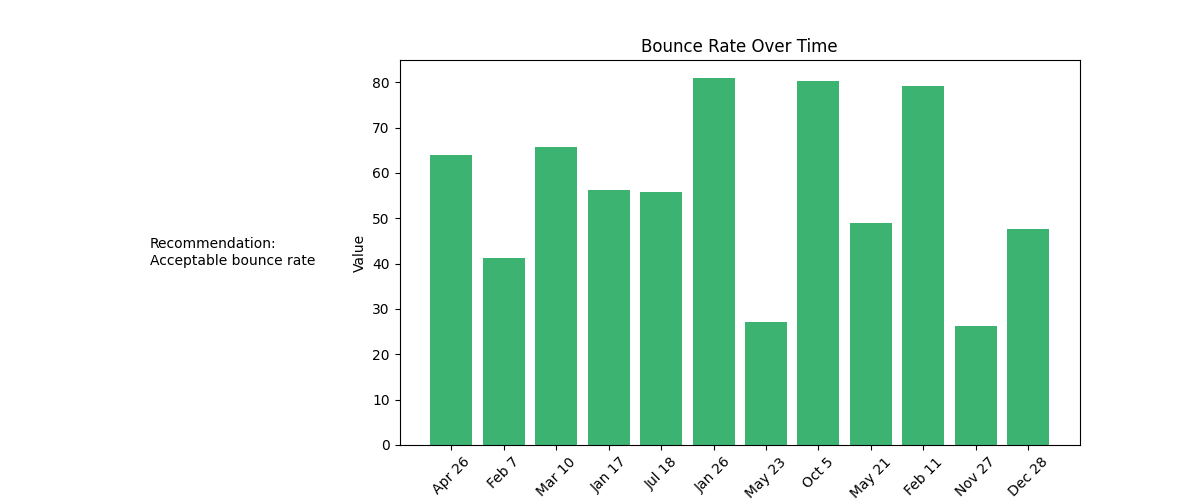 Bounce Rate Over Time
Recommendation:
Acceptable bounce rate
Value
80
70
60
50
40
30
20
10
0
Apr 26
Feb 7
Mar 10
Jan 17
Jul 18
Jan 26
May 23
Oct 5
May 21
Feb 11
Nov 27
Dec 28